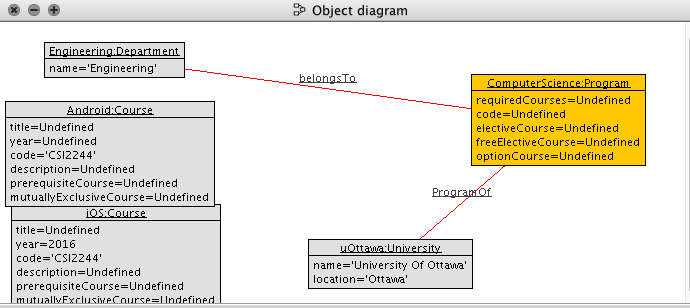 Object diagram
Engineering:Department
name='Engineering'
belongsTo
ComputerScience:Program
requiredCourses=Undefined
code=Undefined
electiveCourse=Undefined
freeElectiveCourse=Undefined
optionCourse=Undefined
Android:Course
title=Undefined
year=Undefined
code='CSI2244'
description=Undefined
prerequisiteCourse=Undefined
mutuallyExclusiveCourse=Undefined
ProgramOf
iOS:Course
title=Undefined
year=2016
code='CSI2244'
description=Undefined
prerequisiteCourse=Undefined
mutuallyExclusiveCourse=Undefined
uOttawa:University
name='University Of Ottawa'
location='Ottawa'